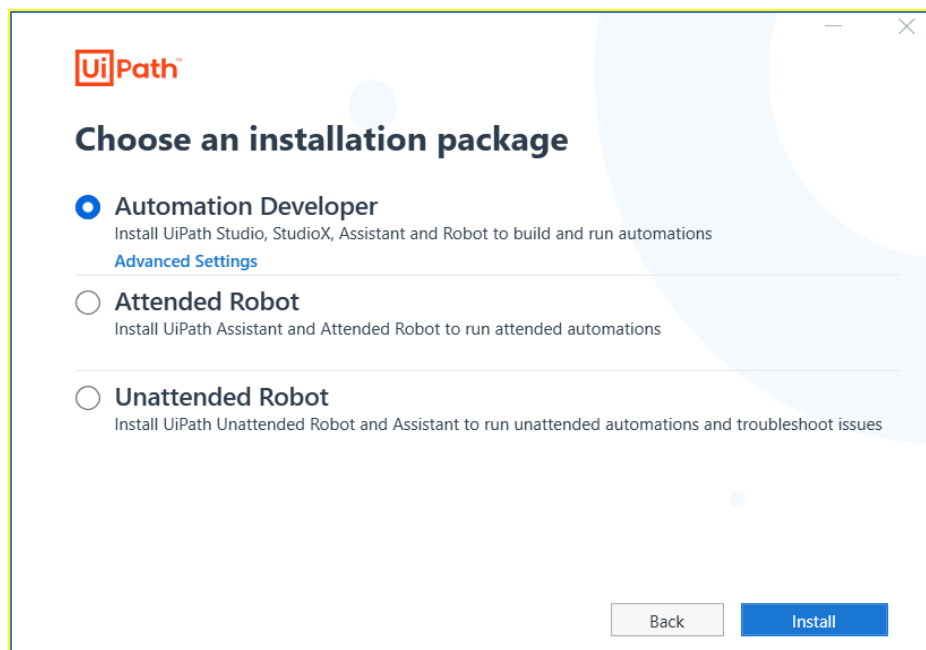 UiPath™
Choose an installation package
Automation Developer
Install UiPath Studio, StudioX, Assistant and Robot to build and run automations
Advanced Settings
Attended Robot
Install UiPath Assistant and Attended Robot to run attended automations
Unattended Robot
Install UiPath Unattended Robot and Assistant to run unattended automations and troubleshoot issues
Back Install